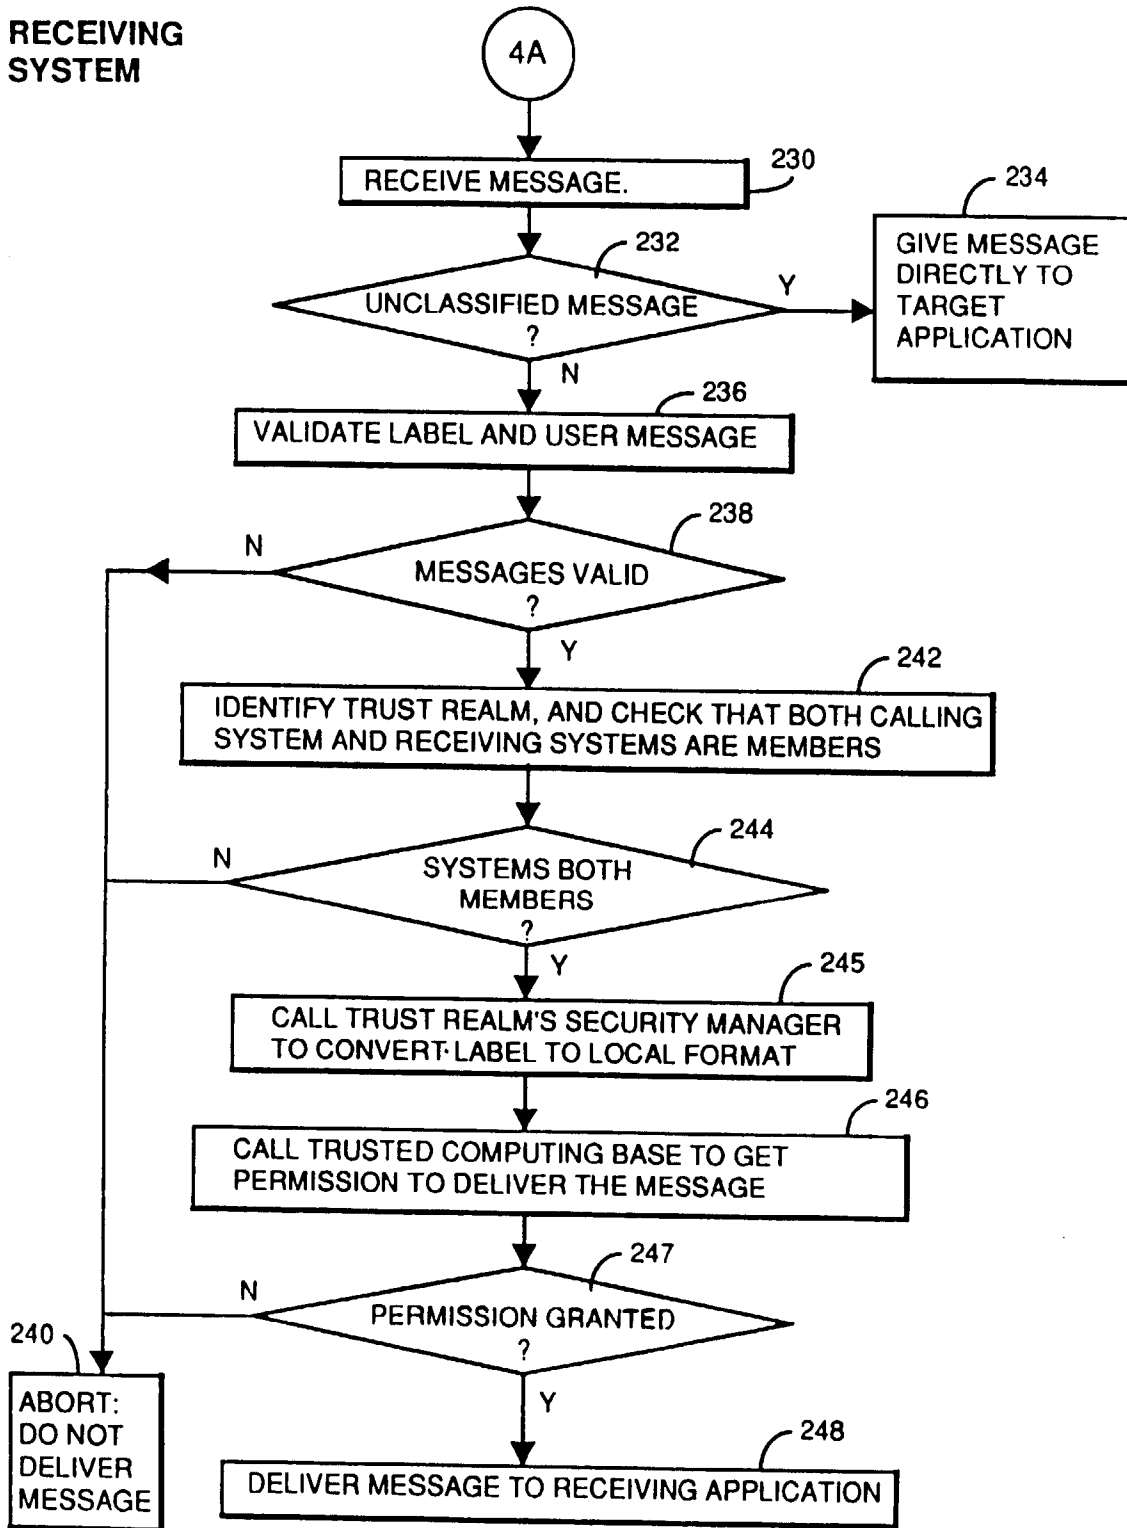 RECEIVING
SYSTEM
4A
RECEIVE MESSAGE.
230
232
UNCLASSIFIED MESSAGE
?
Y
N
234
GIVE MESSAGE
DIRECTLY TO
TARGET
APPLICATION
236
VALIDATE LABEL AND USER MESSAGE
238
N
MESSAGES VALID
?
Y
242
IDENTIFY TRUST REALM, AND CHECK THAT BOTH CALLING
SYSTEM AND RECEIVING SYSTEMS ARE MEMBERS
244
N
SYSTEMS BOTH
MEMBERS
?
Y
245
CALL TRUST REALM'S SECURITY MANAGER
TO CONVERT LABEL TO LOCAL FORMAT
246
CALL TRUSTED COMPUTING BASE TO GET
PERMISSION TO DELIVER THE MESSAGE
247
N
PERMISSION GRANTED
?
Y
240
ABORT:
DO NOT
DELIVER
MESSAGE
248
DELIVER MESSAGE TO RECEIVING APPLICATION